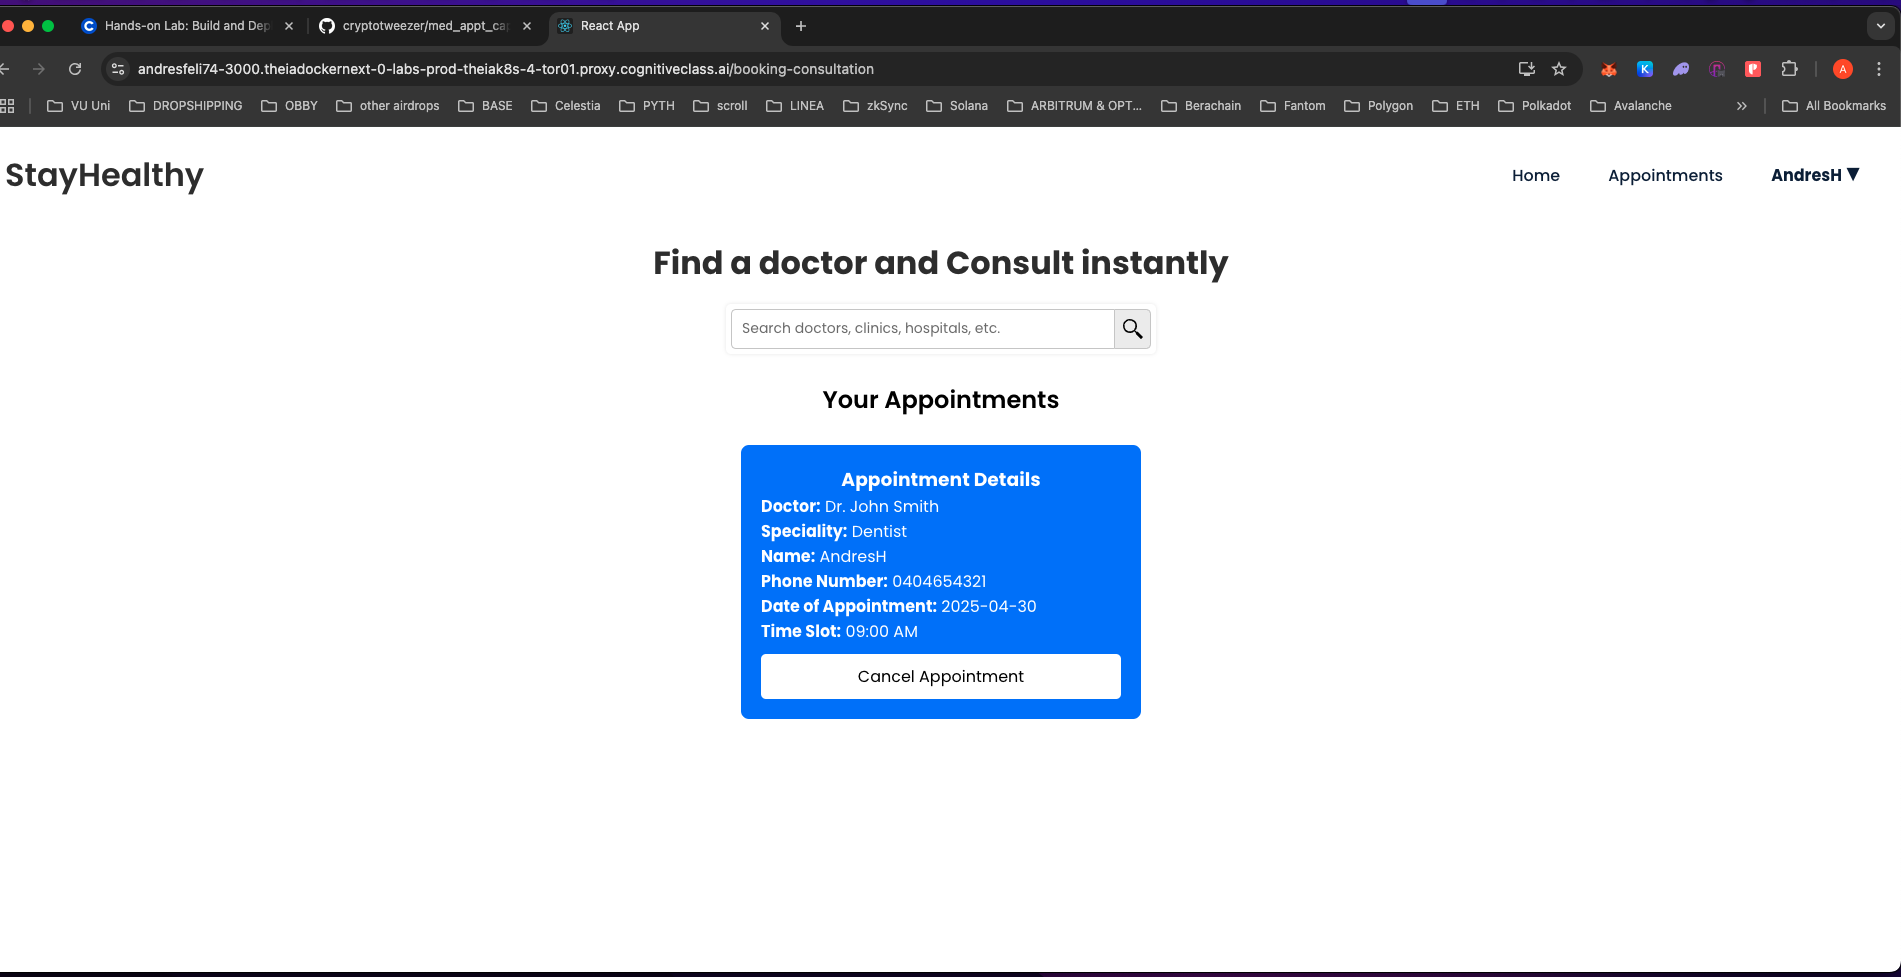 Hands-on Lab: Build and Dep
cryptotweezer/med_appt_cap
React App
andresfeli74-3000.theiadockernext-0-labs-prod-theiak8s-4-tor01.proxy.cognitiveclass.ai/booking-consultation
A
VU Uni DROPSHIPPING OBBY other airdrops BASE Celestia PYTH scroll LINEA zkSync Solana ARBITRUM & OPT... Berachain Fantom Polygon ETH Polkadot Avalanche All Bookmarks
StayHealthy
Home Appointments AndresH ▼
Find a doctor and Consult instantly
Search doctors, clinics, hospitals, etc.
Your Appointments
Appointment Details
Doctor: Dr. John Smith
Speciality: Dentist
Name: AndresH
Phone Number: 0404654321
Date of Appointment: 2025-04-30
Time Slot: 09:00 AM
Cancel Appointment